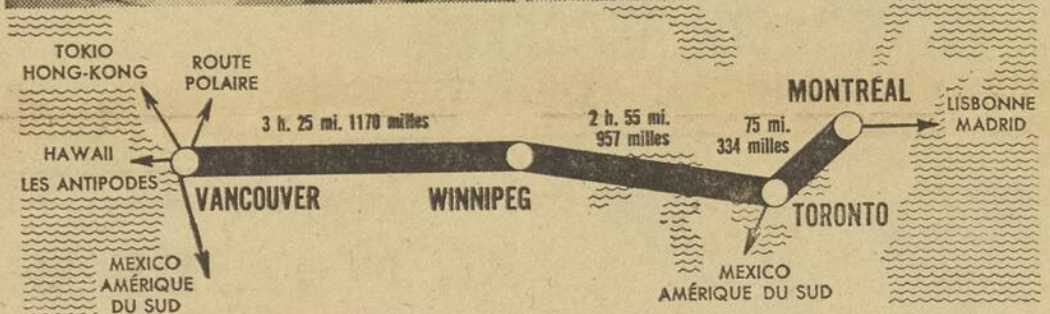 TOKIO
HONG-KONG
ROUTE
POLAIRE
HAWAII
LES ANTIPODES
VANCOUVER
MEXICO
AMÉRIQUE
DU SUD
3 h. 25 mi. 1170 milles
WINNIPEG
2 h. 55 mi.
957 milles
75 mi.
334 milles
MONTRÉAL
LISBONNE
MADRID
TORONTO
MEXICO
AMÉRIQUE DU SUD